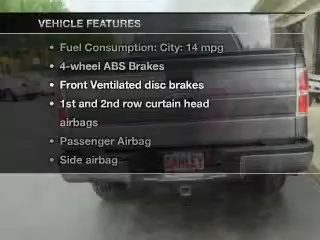 VEHICLE FEATURES
• Fuel Consumption: City: 14 mpg
• 4-wheel ABS Brakes
• Front Ventilated disc brakes
• 1st and 2nd row curtain head
airbags
• Passenger Airbag
• Side airbag